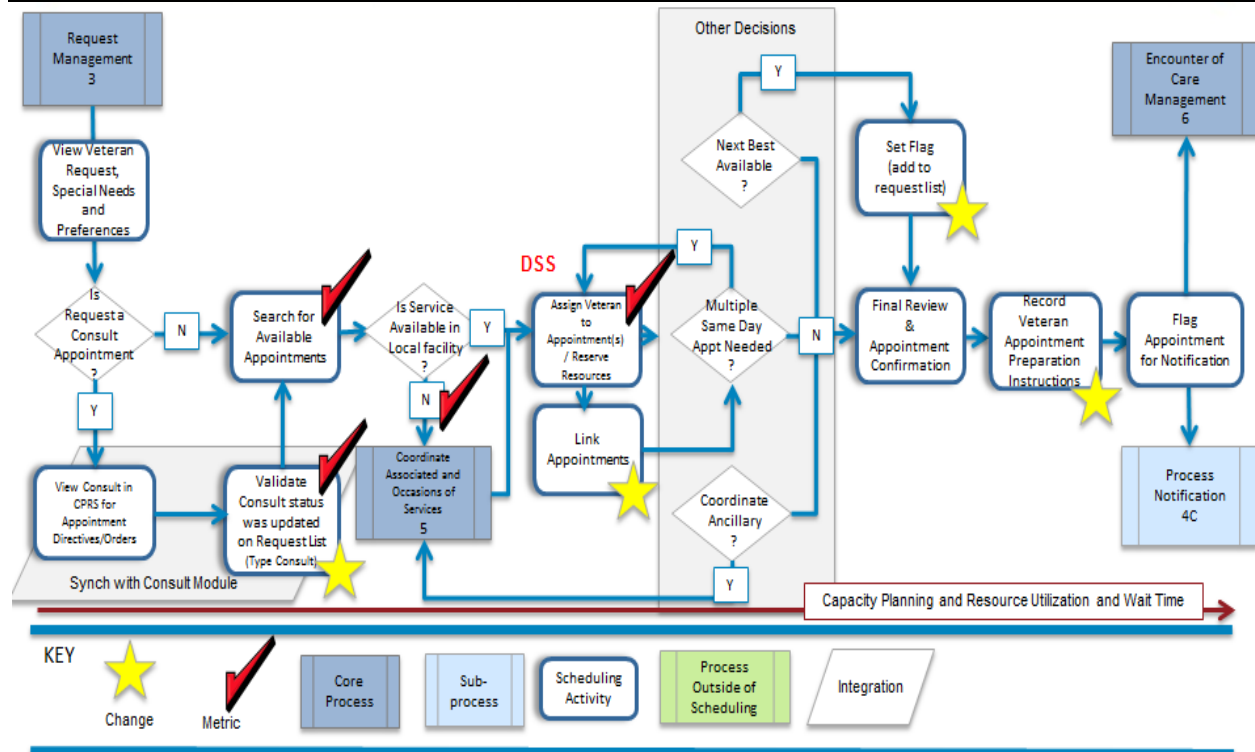 Request
Management
3
View Veteran
Request,
Special Needs
and
Preferences
Is
Request a
Consult
Appointment
?
N
Y
Search for
Available
Appointments
View Consult in
CPRS for
Appointment
Directives/Orders
Validate
Consult status
was updated
on Request List
(Type Consult)
Synch with Consult Module
Is Service
Available in
Local facility
?
Y
N
Coordinate
Associated and
Occasions of
Services
5
DSS
Assign Veteran
to
Appointment(s)
/ Reserve
Resources
Link
Appointments
Other Decisions
Y
Next Best
Available
?
Y
Multiple
Same Day
Appt Needed
?
N
Coordinate
Ancillary
?
Y
Set Flag
(add to
request list)
Final Review
&
Appointment
Confirmation
Record
Veteran
Appointment
Preparation
Instructions
Flag
Appointment
for Notification
Encounter of
Care
Management
6
Process
Notification
4C
Capacity Planning and Resource Utilization and Wait Time
KEY
Change
Metric
Core
Process
Sub-
process
Scheduling
Activity
Process
Outside of
Scheduling
Integration